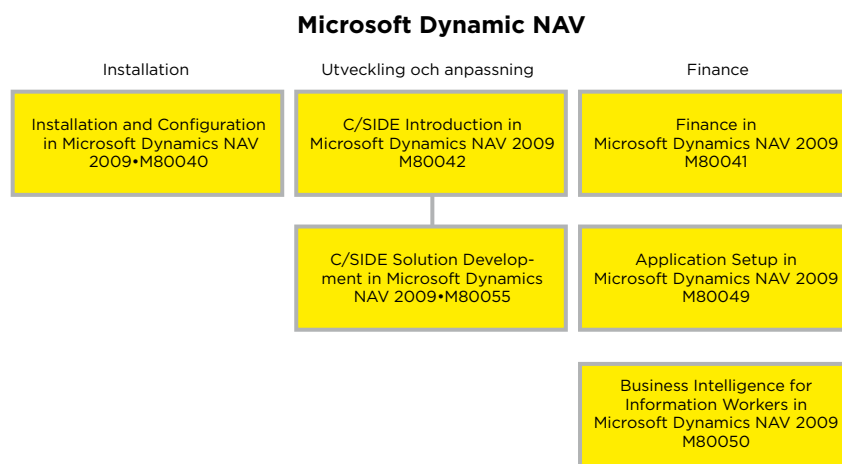 Microsoft Dynamic NAV
Installation
Utveckling och anpassning
Finance
Installation and Configuration
in Microsoft Dynamics NAV
2009•M80040
C/SIDE Introduction in
Microsoft Dynamics NAV 2009
M80042
Finance in
Microsoft Dynamics NAV 2009
M80041
C/SIDE Solution Develop-
ment in Microsoft Dynamics
NAV 2009•M80055
Application Setup in
Microsoft Dynamics NAV 2009
M80049
Business Intelligence for
Information Workers in
Microsoft Dynamics NAV 2009
M80050